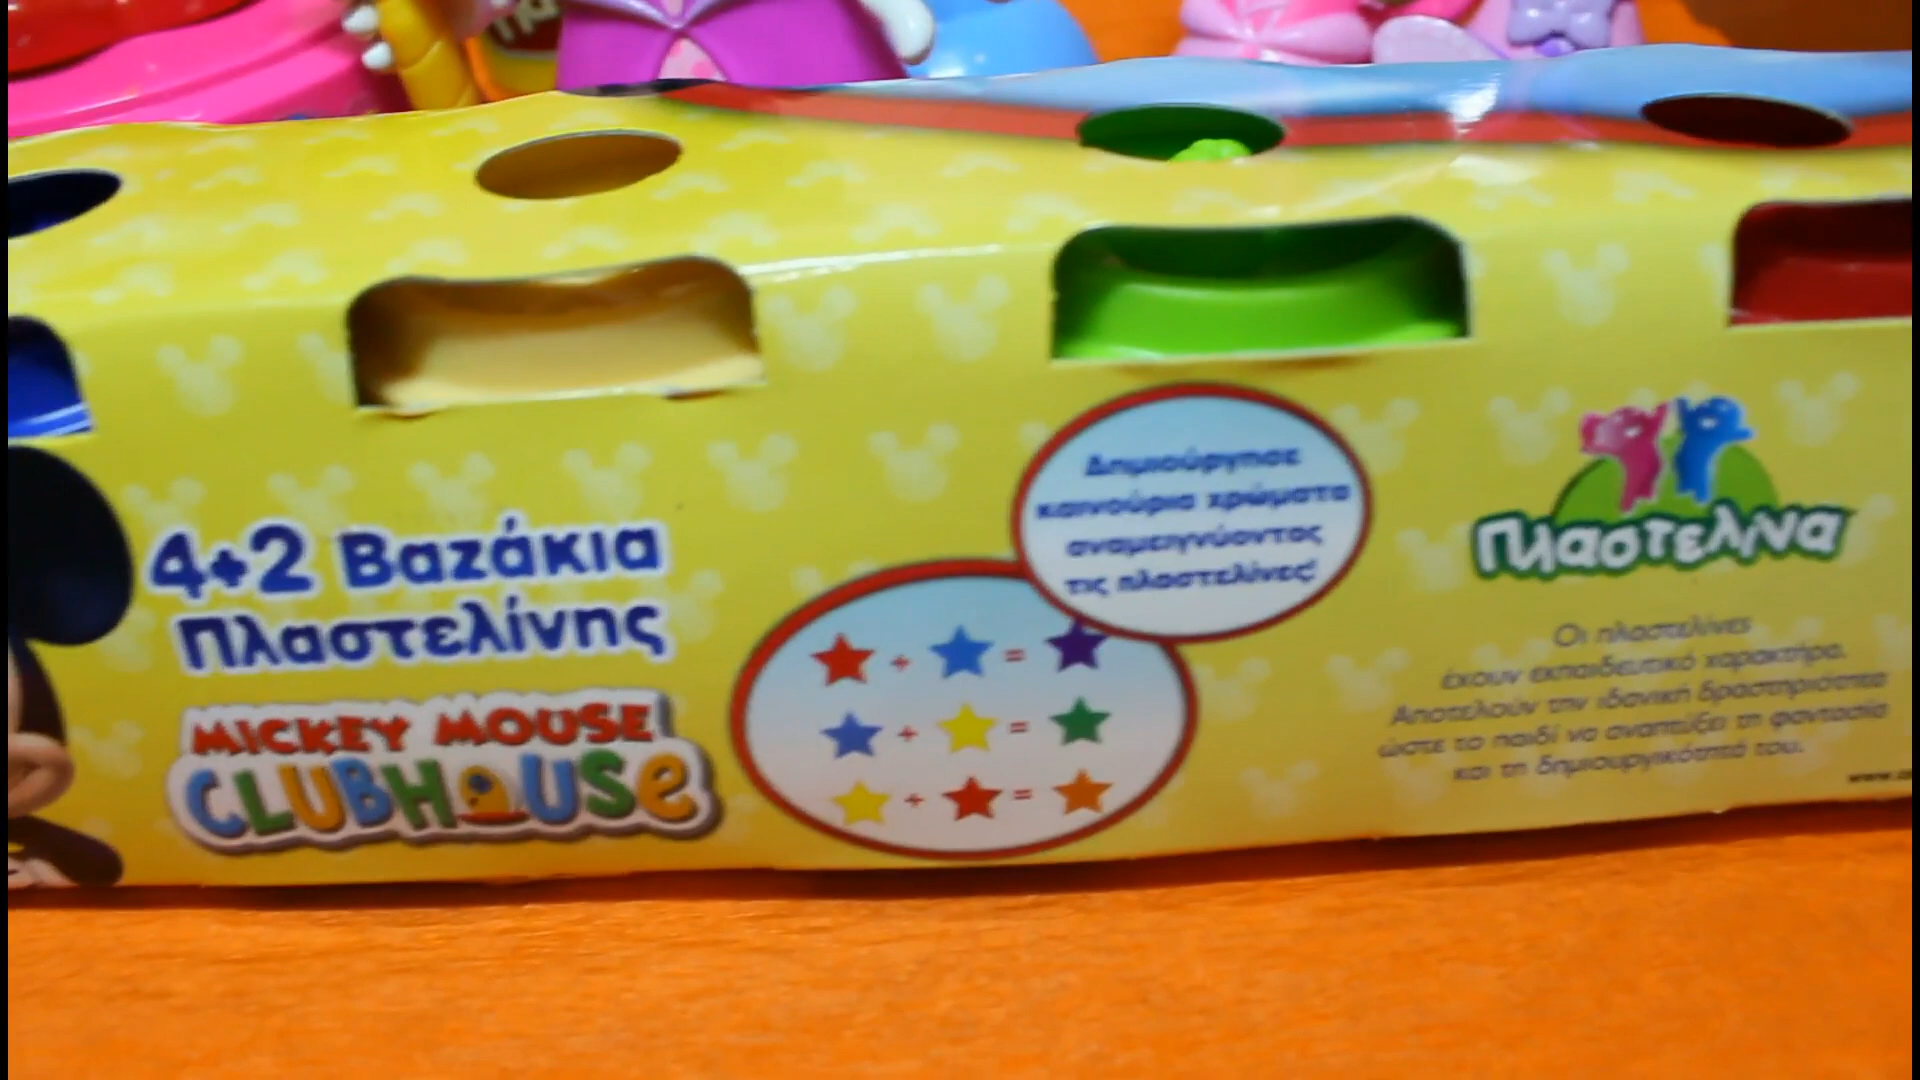 4+2 Βαζάκια
Πλαστελίνης
MICKEY MOUSE
CLUBHOUSE
Δημιούργησε
καινούρια χρώματα
αναμειγνύοντας
τις πλαστελίνες!
+ =
+ =
+ =
Πλαστελίνα
Οι πλαστελίνες
έχουν εκπαιδευτικό χαρακτήρα.
Αποτελούν την ιδανική δραστηριότητα
ώστε το παιδί να αναπτύξει τη φαντασία
και τη δημιουργικότητά του.